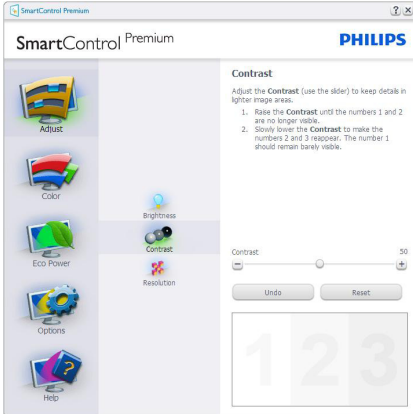 SmartControl Premium
SmartControl Premium
PHILIPS
Adjust
Color
Eco Power
Options
Help
Brightness
Contrast
Resolution
Contrast
Adjust the Contrast (use the slider) to keep details in
lighter image areas.
1. Raise the Contrast until the numbers 1 and 2
are no longer visible.
2. Slowly lower the Contrast to make the
numbers 2 and 3 reappear. The number 1
should remain barely visible.
Contrast 50
Undo Reset
1 2 3